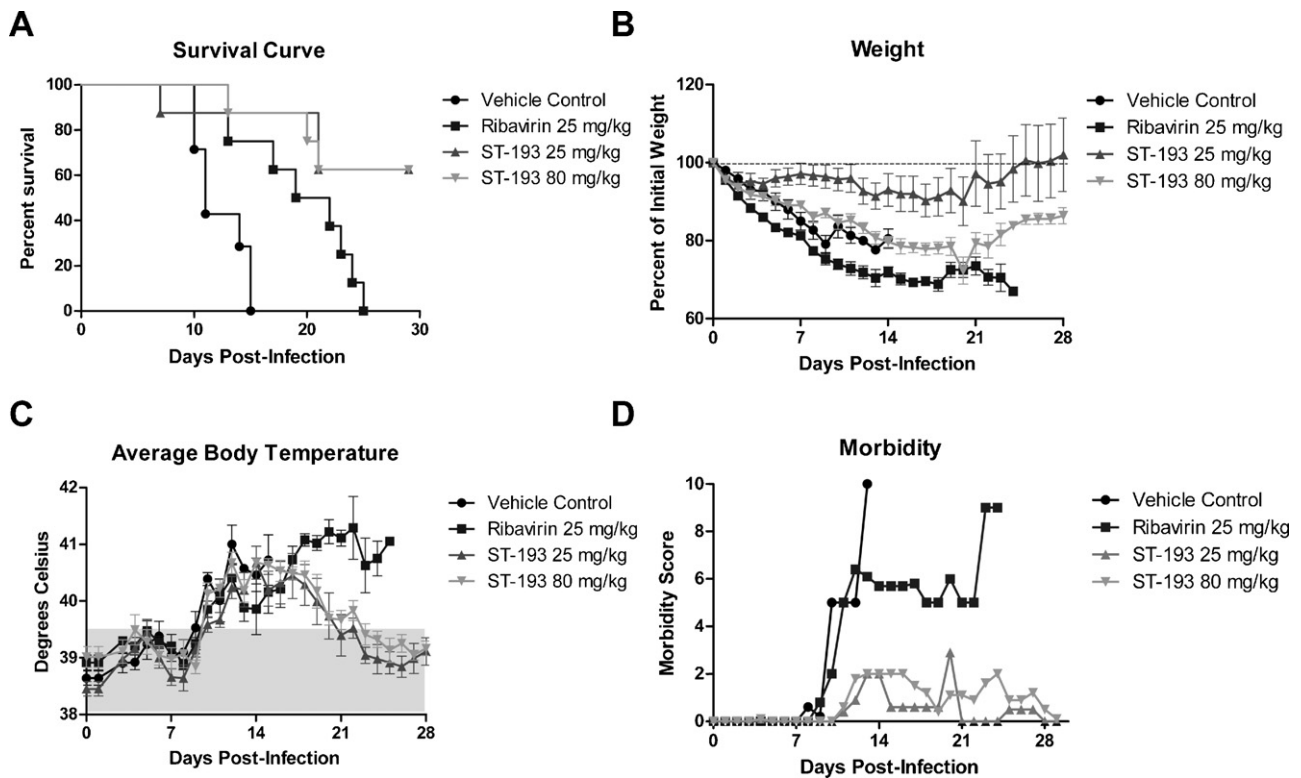 A
Survival Curve
Percent survival
100
80
60
40
20
0
0 10 20 30
Days Post-Infection
Vehicle Control
Ribavirin 25 mg/kg
ST-193 25 mg/kg
ST-193 80 mg/kg
B
Weight
Percent of Initial Weight
120
100
80
60
0 7 14 21 28
Days Post-Infection
Vehicle Control
Ribavirin 25 mg/kg
ST-193 25 mg/kg
ST-193 80 mg/kg
C
Average Body Temperature
Degrees Celsius
42
41
40
39
38
0 7 14 21 28
Days Post-Infection
Vehicle Control
Ribavirin 25 mg/kg
ST-193 25 mg/kg
ST-193 80 mg/kg
D
Morbidity
Morbidity Score
10
8
6
4
2
0
0 7 14 21 28
Days Post-Infection
Vehicle Control
Ribavirin 25 mg/kg
ST-193 25 mg/kg
ST-193 80 mg/kg